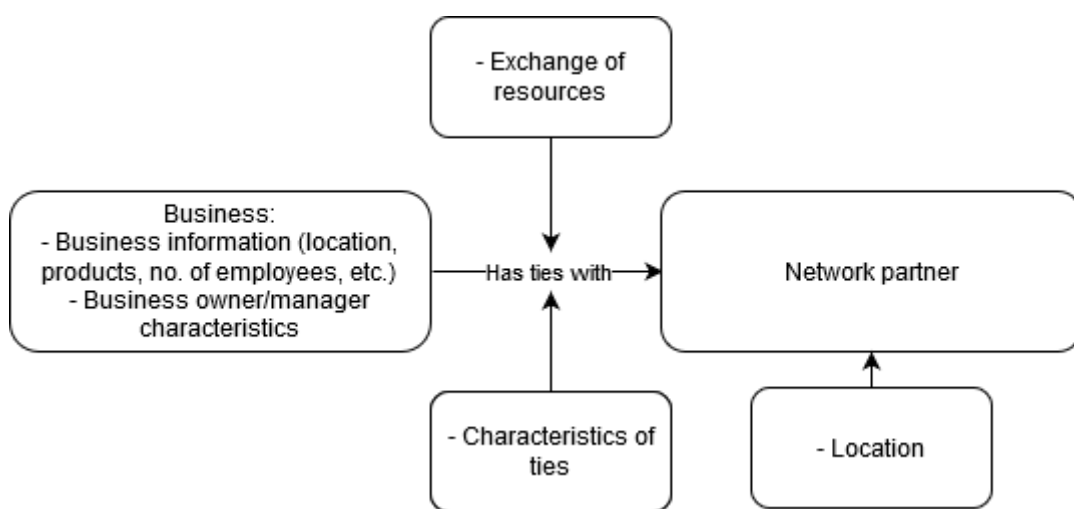 - Exchange of
resources
Business:
- Business information (location,
products, no. of employees, etc.)
- Business owner/manager
characteristics
Has ties with
Network partner
- Characteristics of
ties
- Location